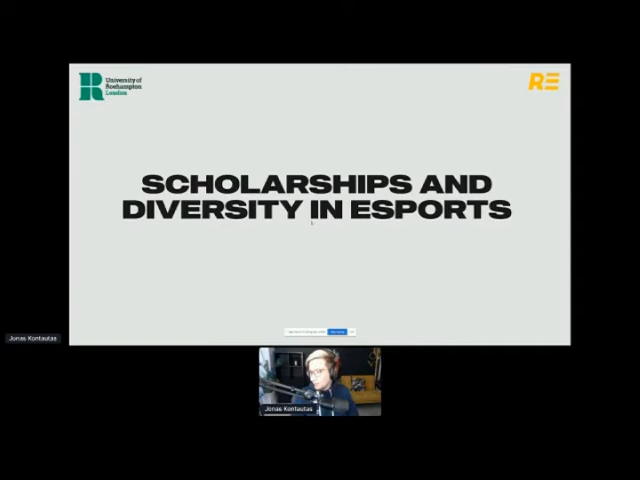 University of
Roehampton
London
RE
SCHOLARSHIPS AND
DIVERSITY IN ESPORTS
Jonas Kontautas
Jonas Kontautas